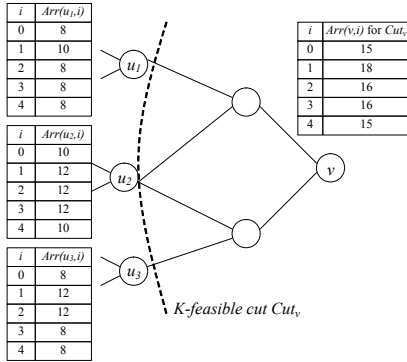 i Arr(u1,i)
0 8
1 10
2 8
3 8
4 8
i Arr(u2,i)
0 10
1 12
2 12
3 12
4 10
i Arr(u3,i)
0 8
1 12
2 12
3 8
4 8
u1
u2
u3
v
K-feasible cut Cutv
i Arr(v,i) for Cutv
0 15
1 18
2 16
3 16
4 15